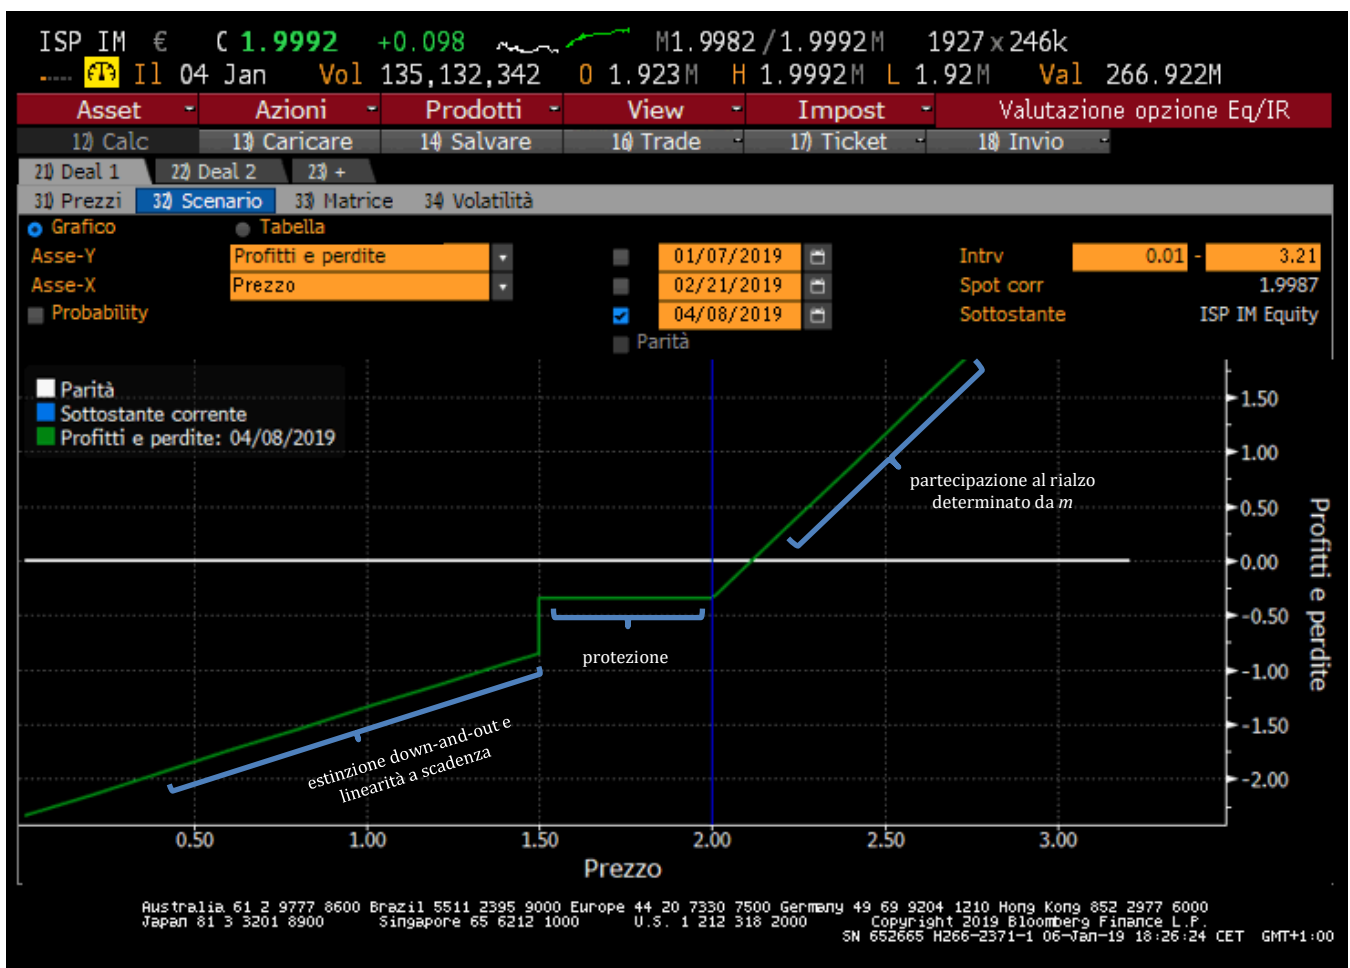 ISP IM € C 1.9992 +0.098 M1.9982/1.9992M 1927x246k
Il 04 Jan Vol 135,132,342 O 1.923M H 1.9992M L 1.92M Val 266.922M
Asset Azioni Prodotti View Impost Valutazione opzione Eq/IR
12) Calc 13) Caricare 14) Salvare 16) Trade 17) Ticket 18) Invio
21) Deal 1 22) Deal 2 23) +
31) Prezzi 32) Scenario 33) Matrice 34) Volatilità
Grafico Tabella
Asse-Y Profitti e perdite 01/07/2019 Intrv 0.01 - 3.21
Asse-X Prezzo 02/21/2019 Spot corr 1.9987
Probability 04/08/2019 Sottostante ISP IM Equity
Parità
Parità
Sottostante corrente
Profitti e perdite: 04/08/2019
1.50
1.00
0.50
0.00
-0.50
-1.00
-1.50
-2.00
Profitti e perdite
partecipazione al rialzo
determinato da m
protezione
estinzione down-and-out e
linearità a scadenza
0.50 1.00 1.50 2.00 2.50 3.00
Prezzo
Australia 61 2 9777 8600 Brazil 5511 2395 9000 Europe 44 20 7330 7500 Germany 49 69 9204 1210 Hong Kong 852 2977 6000
Japan 81 3 3201 8900 Singapore 65 6212 1000 U.S. 1 212 318 2000 Copyright 2019 Bloomberg Finance L.P.
SN 652665 H266-2371-1 06-Jan-19 18:26:24 CET GMT+1:00